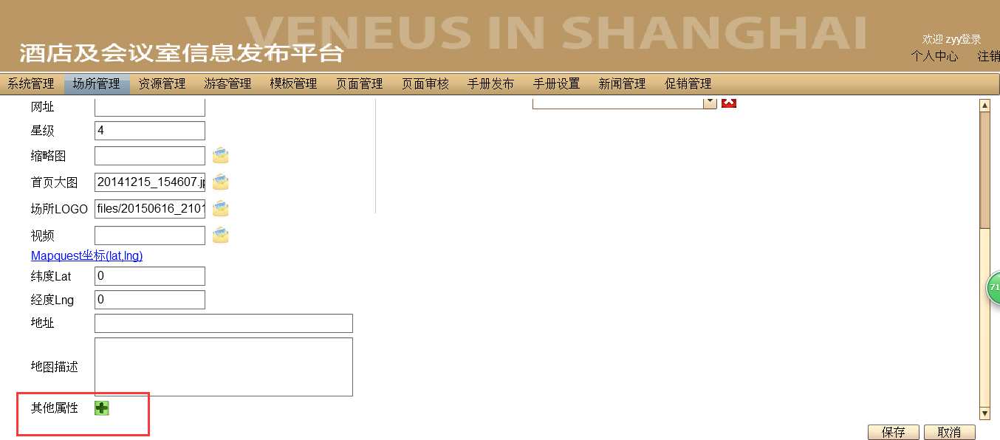 VENEUS IN SHANGHAI
酒店及会议室信息发布平台
欢迎 zyy登录
个人中心 注销
系统管理 场所管理 资源管理 游客管理 模板管理 页面管理 页面审核 手册发布 手册设置 新闻管理 促销管理
网址
星级 4
缩略图
首页大图 20141215_154607.jp
场所LOGO files/20150616_2101
视频
Mapquest坐标(lat,lng)
纬度Lat 0
经度Lng 0
71
地址
地图描述
其他属性
保存 取消